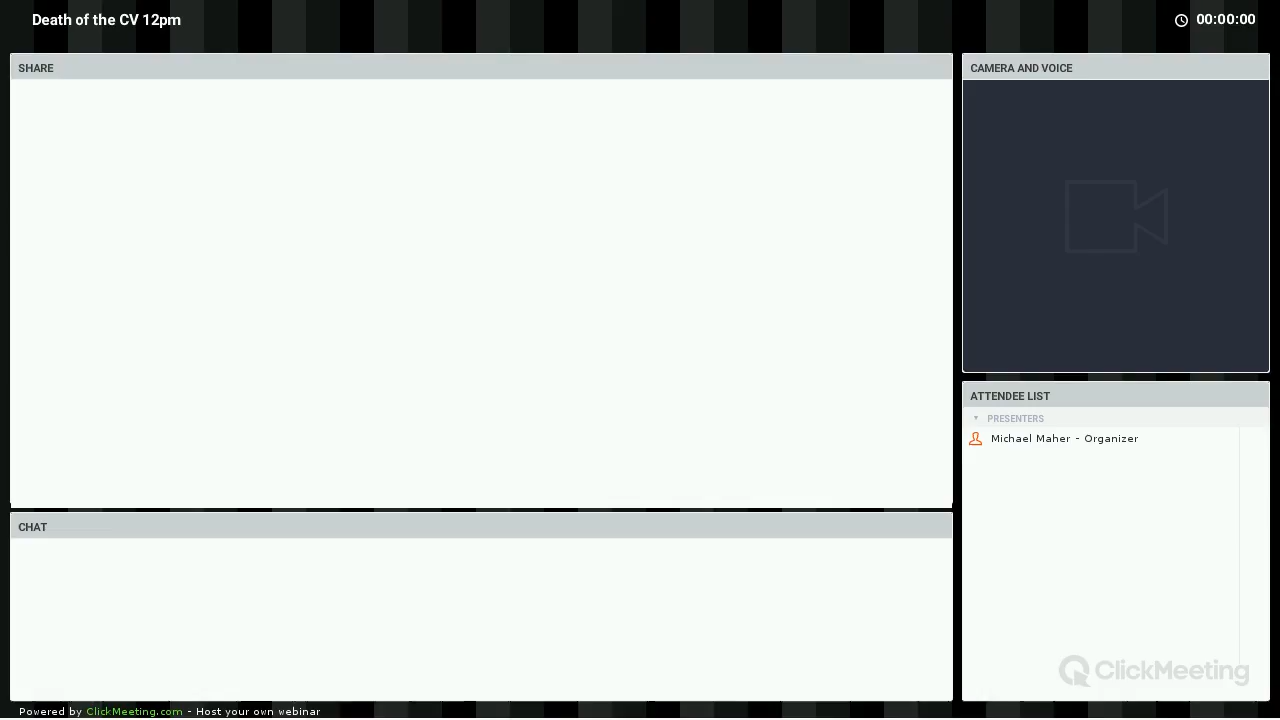 Death of the CV 12pm
00:00:00
SHARE
CAMERA AND VOICE
ATTENDEE LIST
PRESENTERS
Michael Maher - Organizer
CHAT
ClickMeeting
Powered by ClickMeeting.com - Host your own webinar